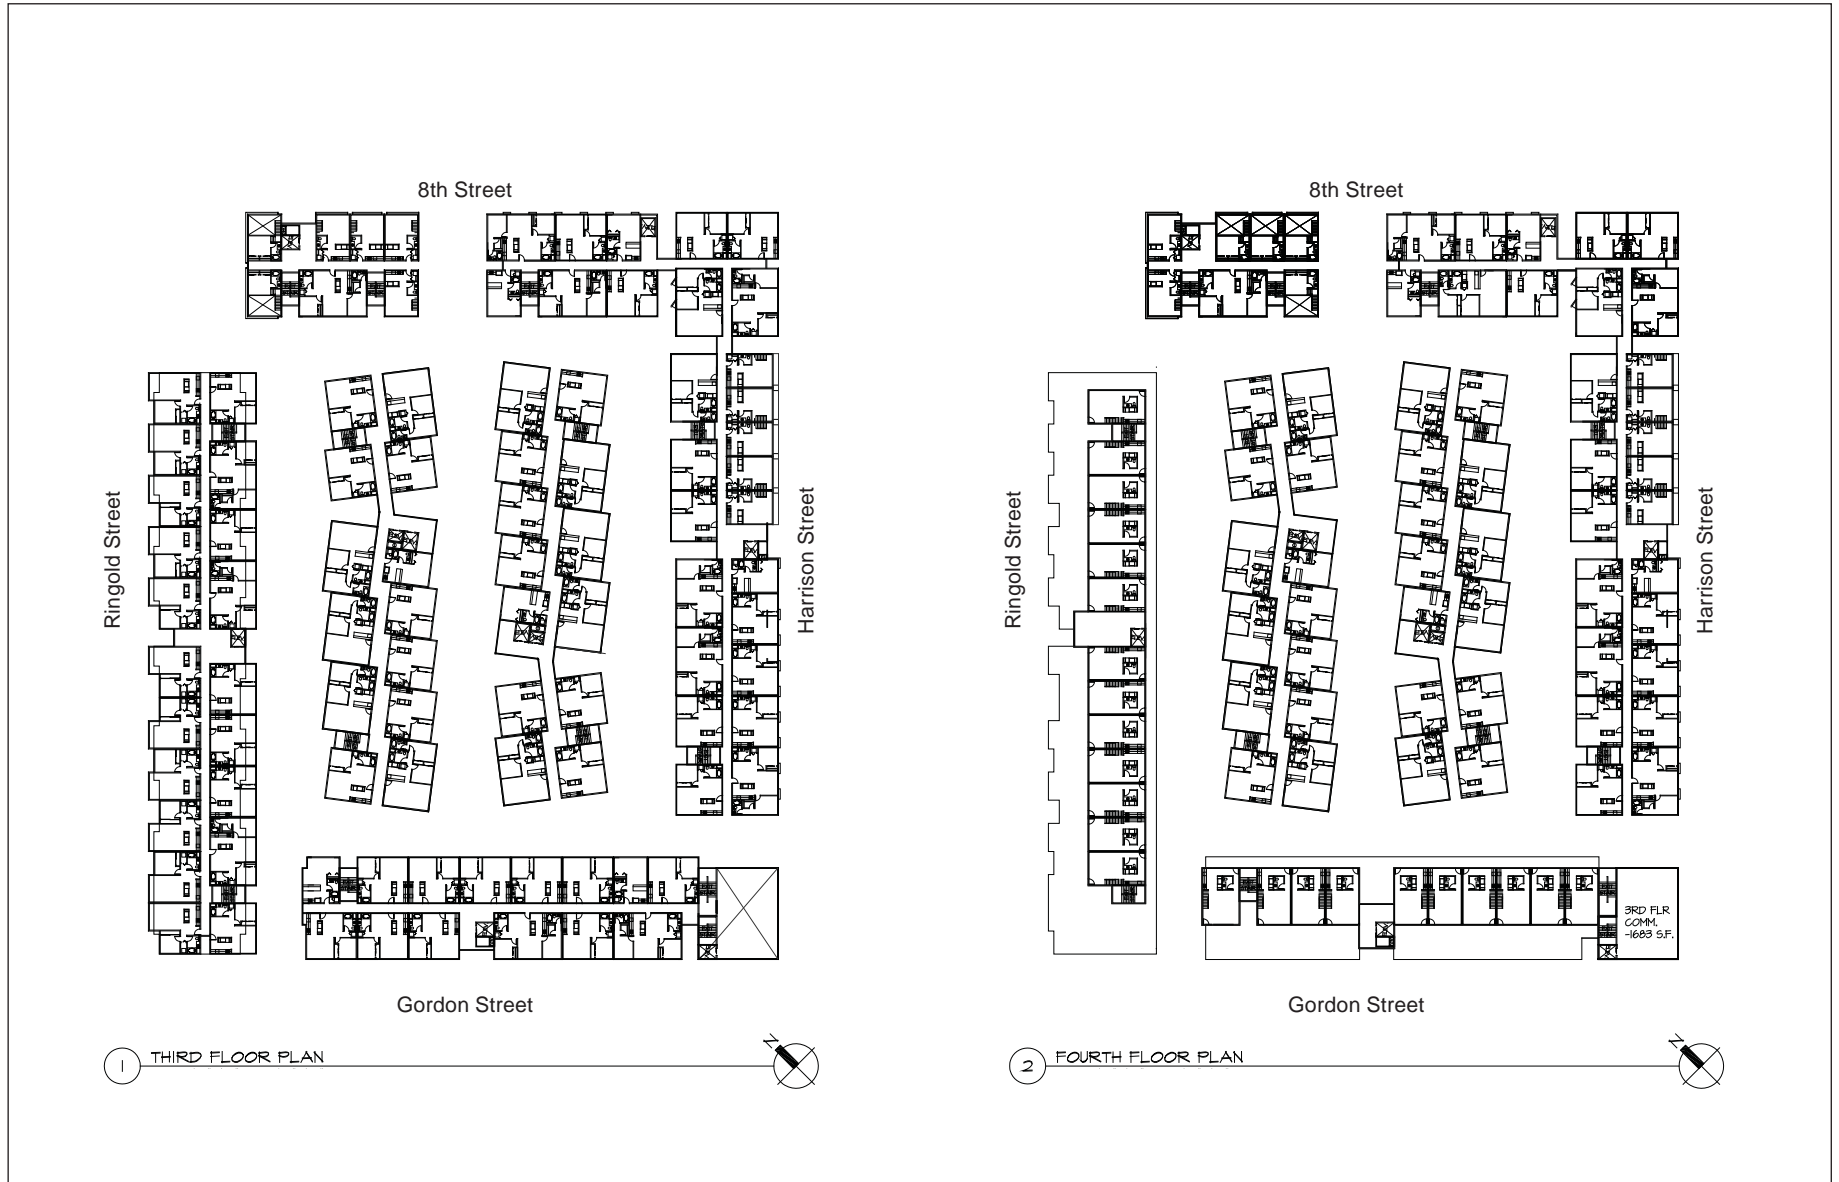 8th Street
8th Street
Ringold Street
Harrison Street
Ringold Street
Harrison Street
3RD FLR
COMM.
~1683 S.F.
Gordon Street
Gordon Street
N
1 THIRD FLOOR PLAN
N
2 FOURTH FLOOR PLAN